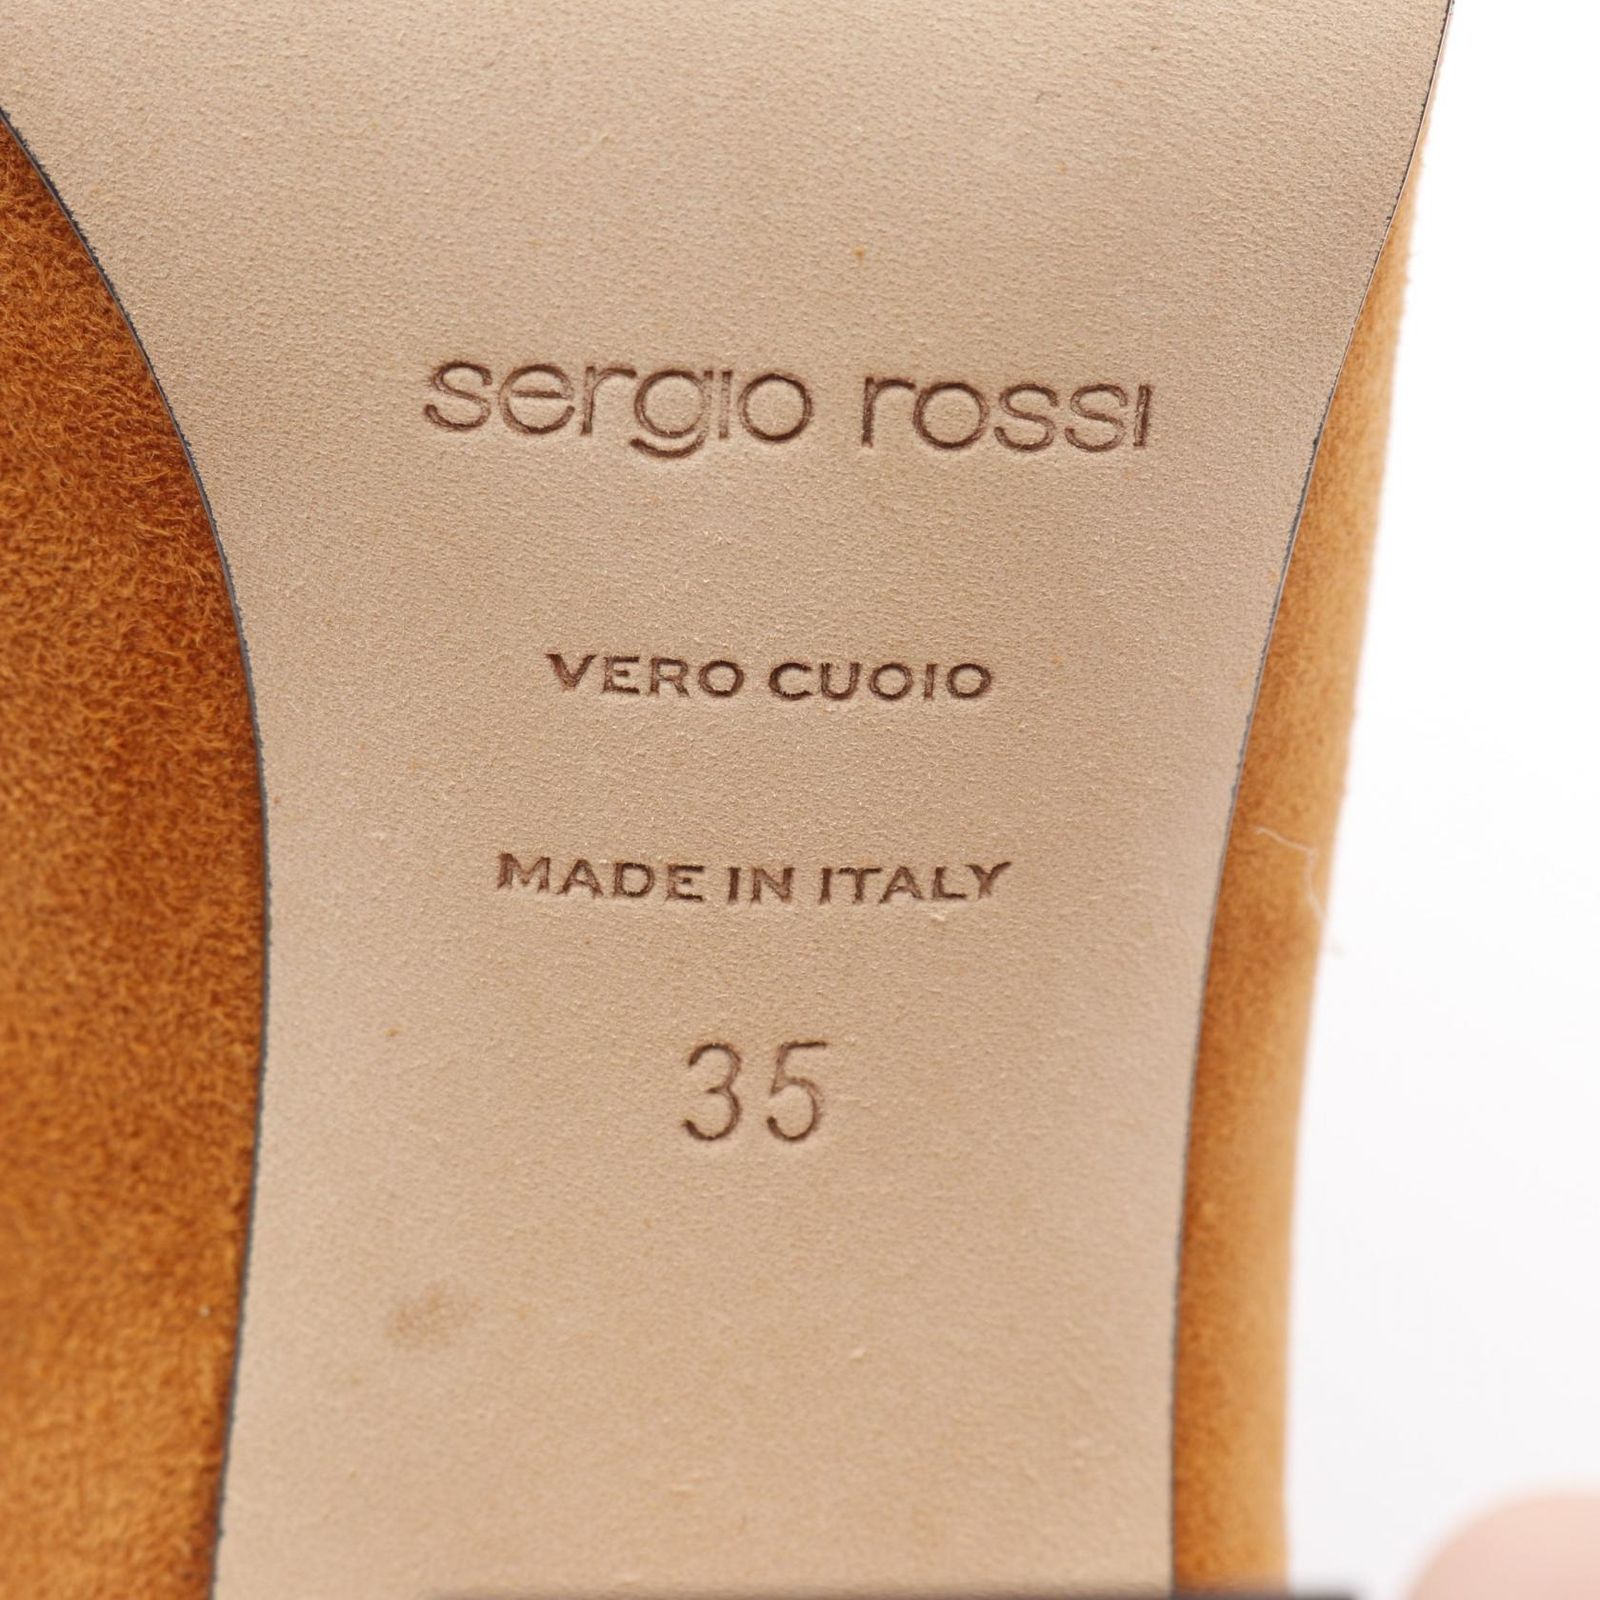 sergio rossi
VERO CUOIO
MADE IN ITALY
35